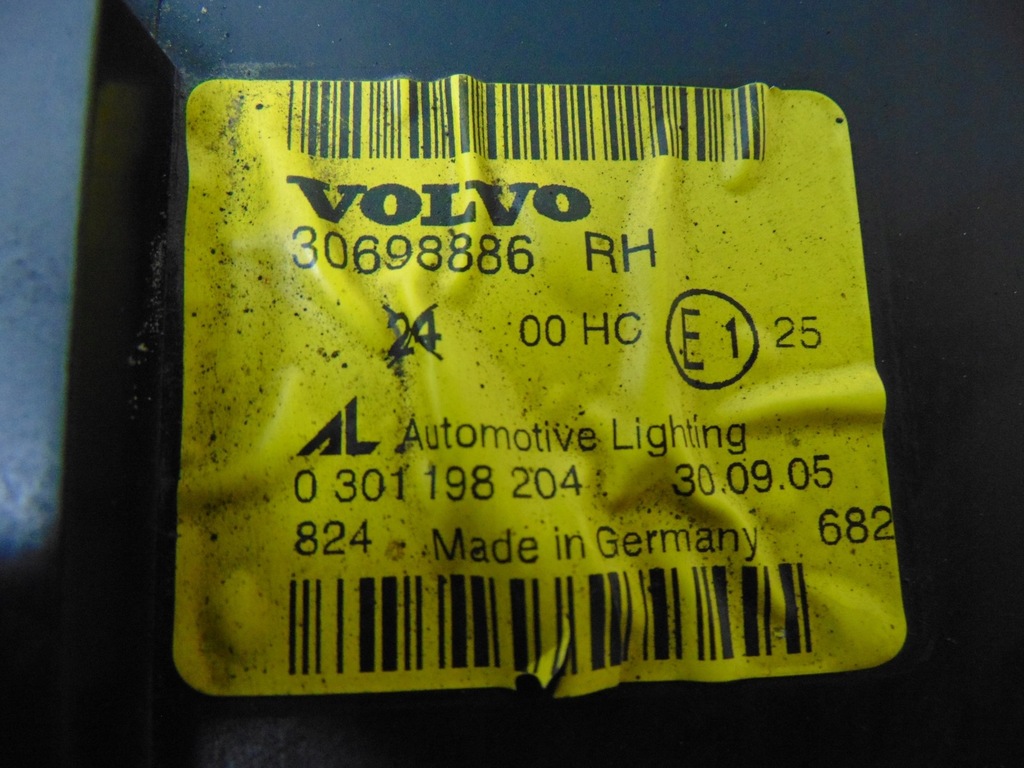 VOLVO
30698886 RH
24 00 HC E1 25
AL Automotive Lighting
0 301 198 204 30.09.05
824 Made in Germany 682